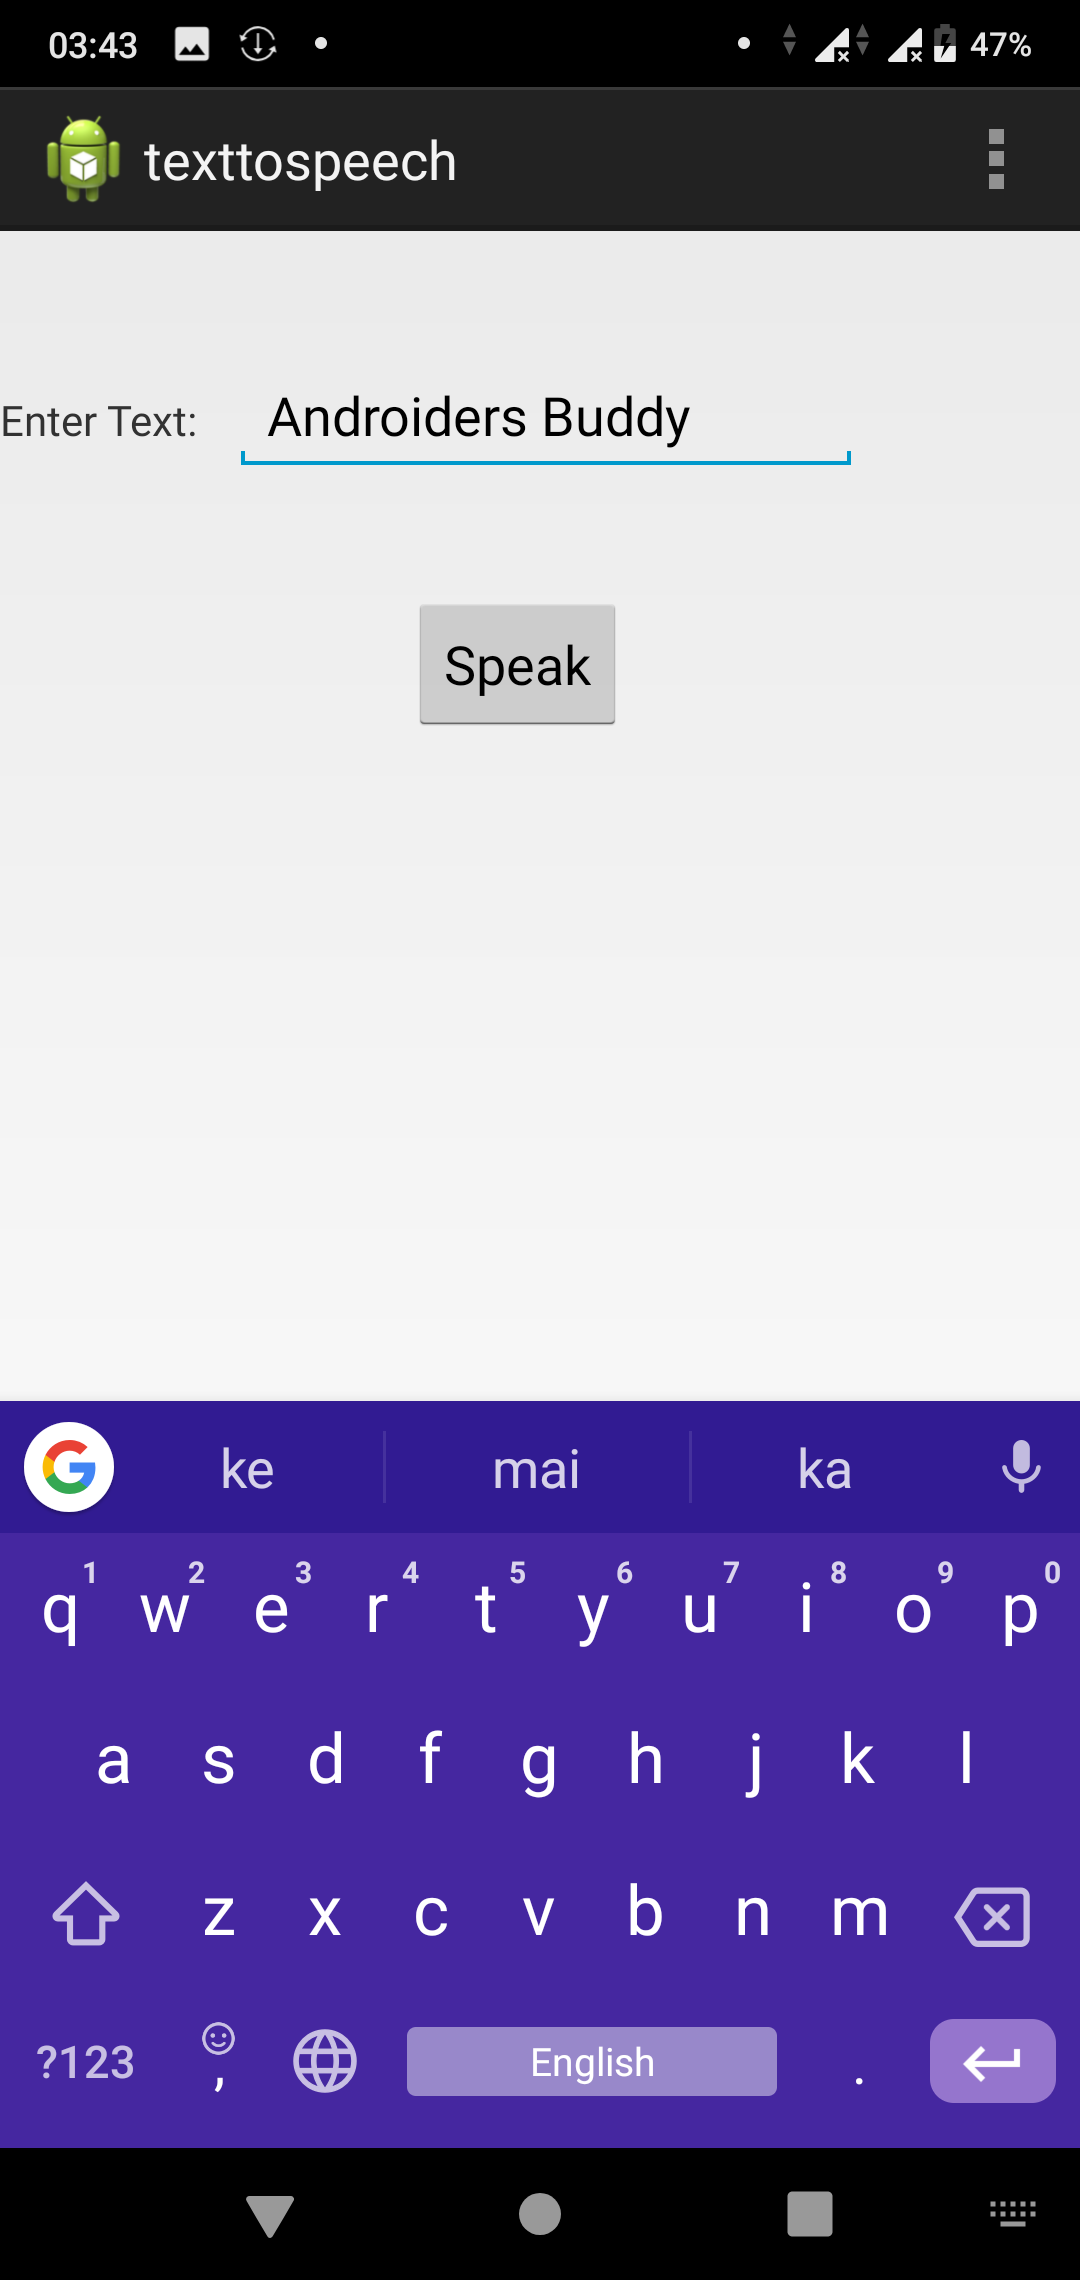 03:43 47%
texttospeech
Enter Text: Androiders Buddy
Speak
ke mai ka
1 2 3 4 5 6 7 8 9 0
q w e r t y u i o p
a s d f g h j k l
z x c v b n m
?123 , English .